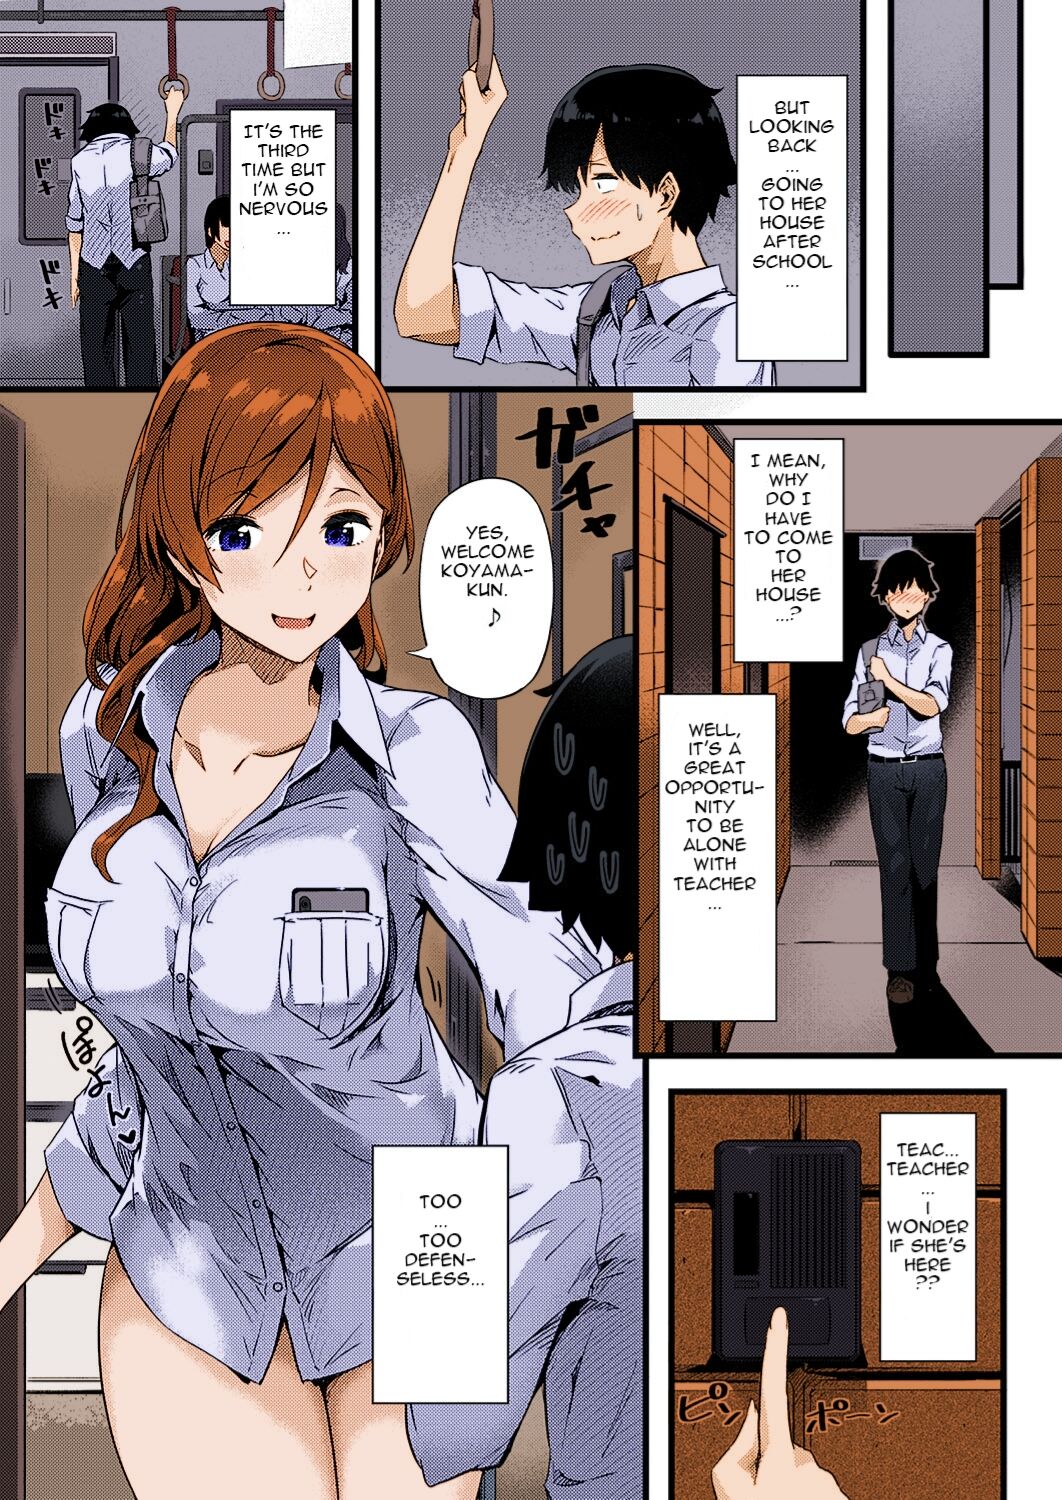 BUT
LOOKING
BACK
...
GOING
TO HER
HOUSE
AFTER
SCHOOL
...
IT'S THE
THIRD
TIME BUT
I'M SO
NERVOUS
...
ドキ
ドキ
ドキ
I MEAN,
WHY
DO I
HAVE
TO COME
TO
HER
HOUSE
...?
WELL,
IT'S A
GREAT
OPPORTU-
NITY
TO BE
ALONE
WITH
TEACHER
...
TEAC...
TEACHER
...
I
WONDER
IF SHE'S
HERE
??
ピン
ポーン
ガチャ
YES,
WELCOME
KOYAMA-
KUN.
♪
ぽよん♥
TOO
...
TOO
DEFEN-
SELESS...